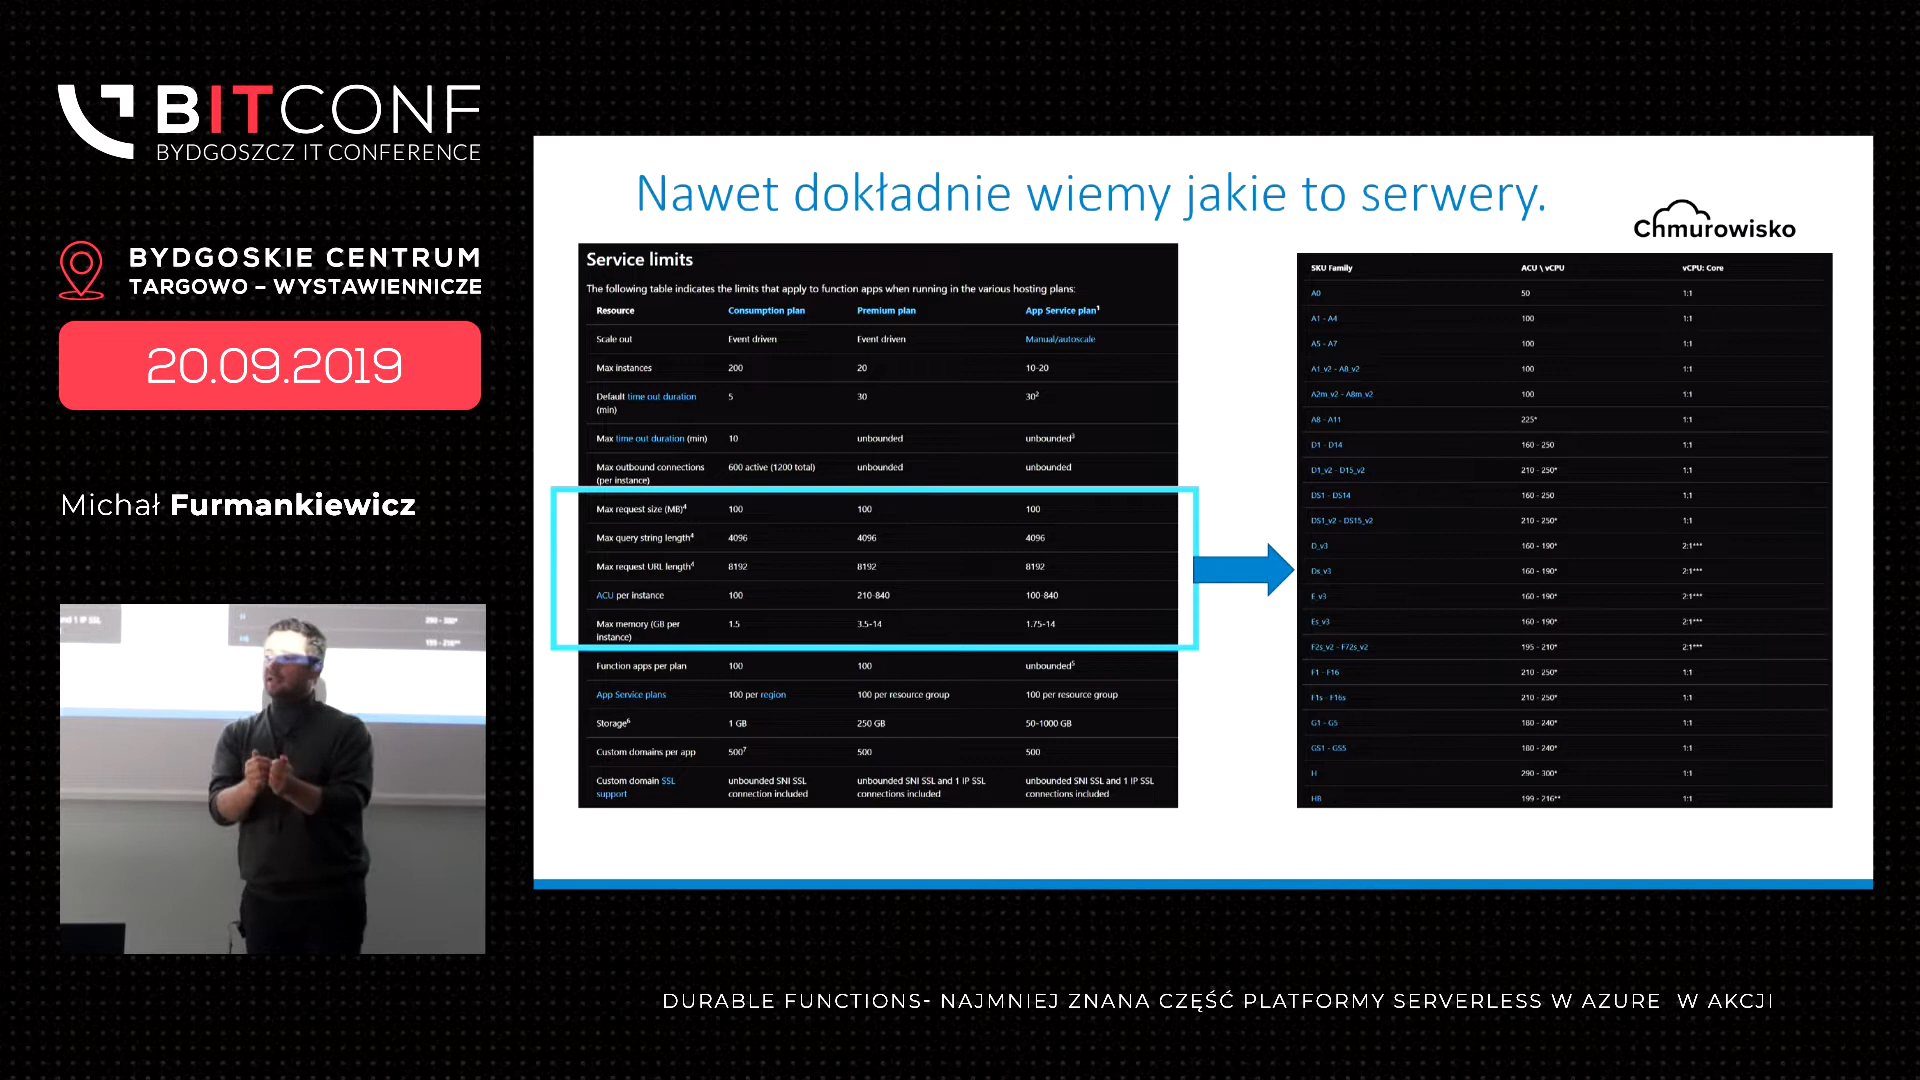 BITCONF
BYDGOSZCZ IT CONFERENCE
BYDGOSKIE CENTRUM
TARGOWO – WYSTAWIENNICZE
20.09.2019
Michał Furmankiewicz
Nawet dokładnie wiemy jakie to serwery.
Chmurowisko
Service limits
The following table indicates the limits that apply to function apps when running in the various hosting plans:
Resource Consumption plan Premium plan App Service plan¹
Scale out Event driven Event driven Manual/autoscale
Max instances 200 20 10-20
Default time out duration 5 30 30²
(min)
Max time out duration (min) 10 unbounded unbounded³
Max outbound connections 600 active (1200 total) unbounded unbounded
(per instance)
Max request size (MB)⁴ 100 100 100
Max query string length⁴ 4096 4096 4096
Max request URL length⁴ 8192 8192 8192
ACU per instance 100 210-840 100-840
Max memory (GB per 1.5 3.5-14 1.75-14
instance)
Function apps per plan 100 100 unbounded⁵
App Service plans 100 per region 100 per resource group 100 per resource group
Storage⁶ 1 GB 250 GB 50-1000 GB
Custom domains per app 500⁷ 500 500
Custom domain SSL unbounded SNI SSL unbounded SNI SSL and 1 IP SSL unbounded SNI SSL and 1 IP SSL
support connection included connections included connections included
SKU Family ACU \ vCPU vCPU: Core
A0 50 1:1
A1 - A4 100 1:1
A5 - A7 100 1:1
A1_v2 - A8_v2 100 1:1
A2m_v2 - A8m_v2 100 1:1
A8 - A11 225* 1:1
D1 - D14 160 - 250 1:1
D1_v2 - D15_v2 210 - 250* 1:1
DS1 - DS14 160 - 250 1:1
DS1_v2 - DS15_v2 210 - 250* 1:1
D_v3 160 - 190* 2:1***
Ds_v3 160 - 190* 2:1***
E_v3 160 - 190* 2:1***
Es_v3 160 - 190* 2:1***
F2s_v2 - F72s_v2 195 - 210* 2:1***
F1 - F16 210 - 250* 1:1
F1s - F16s 210 - 250* 1:1
G1 - G5 180 - 240* 1:1
GS1 - GS5 180 - 240* 1:1
H 290 - 300* 1:1
HB 199 - 216** 1:1
DURABLE FUNCTIONS- NAJMNIEJ ZNANA CZĘŚĆ PLATFORMY SERVERLESS W AZURE W AKCJI